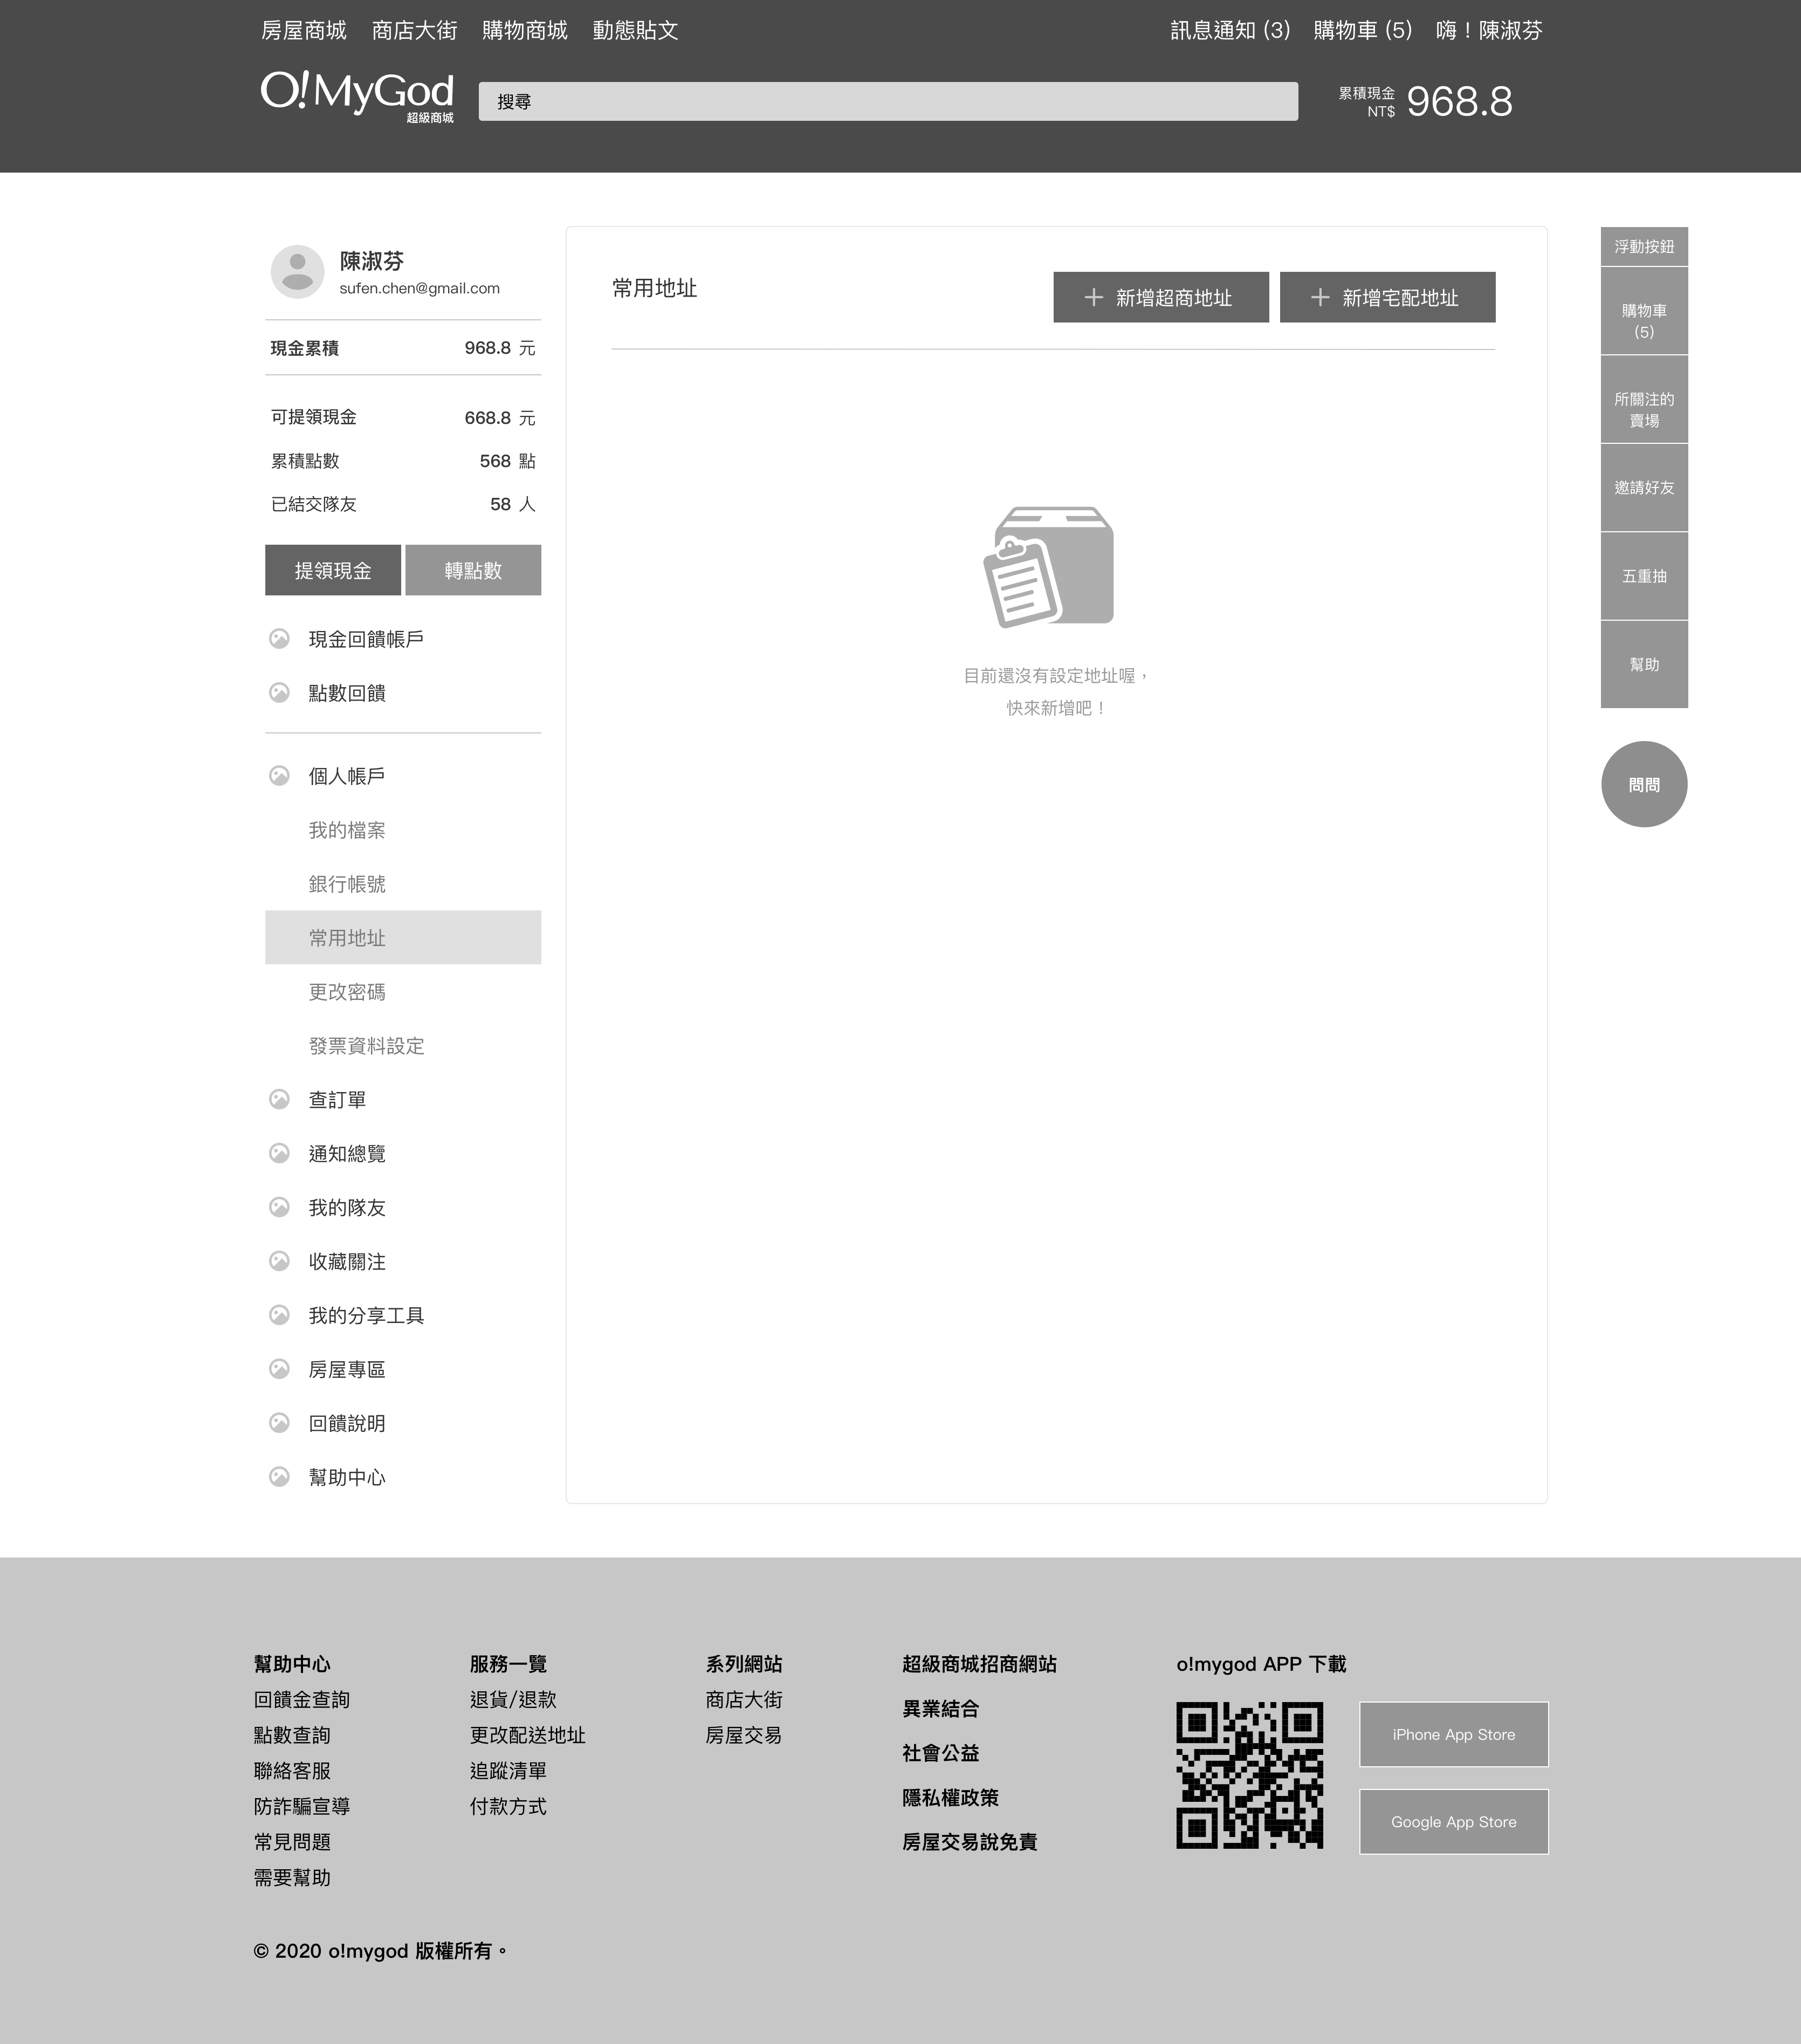 房屋商城 商店大街 購物商城 動態貼文 訊息通知 (3) 購物車 (5) 嗨！陳淑芬
O!MyGod
超級商城
搜尋
累積現金
NT$ 968.8
陳淑芬
sufen.chen@gmail.com
現金累積 968.8 元
可提領現金 668.8 元
累積點數 568 點
已結交隊友 58 人
提領現金 轉點數
現金回饋帳戶
點數回饋
個人帳戶
我的檔案
銀行帳號
常用地址
更改密碼
發票資料設定
查訂單
通知總覽
我的隊友
收藏關注
我的分享工具
房屋專區
回饋說明
幫助中心
常用地址
新增超商地址 新增宅配地址
目前還沒有設定地址喔，
快來新增吧！
浮動按鈕
購物車
(5)
所關注的
賣場
邀請好友
五重抽
幫助
問問
幫助中心
回饋金查詢
點數查詢
聯絡客服
防詐騙宣導
常見問題
需要幫助
服務一覽
退貨/退款
更改配送地址
追蹤清單
付款方式
系列網站
商店大街
房屋交易
超級商城招商網站
異業結合
社會公益
隱私權政策
房屋交易說免責
o!mygod APP 下載
iPhone App Store
Google App Store
© 2020 o!mygod 版權所有。